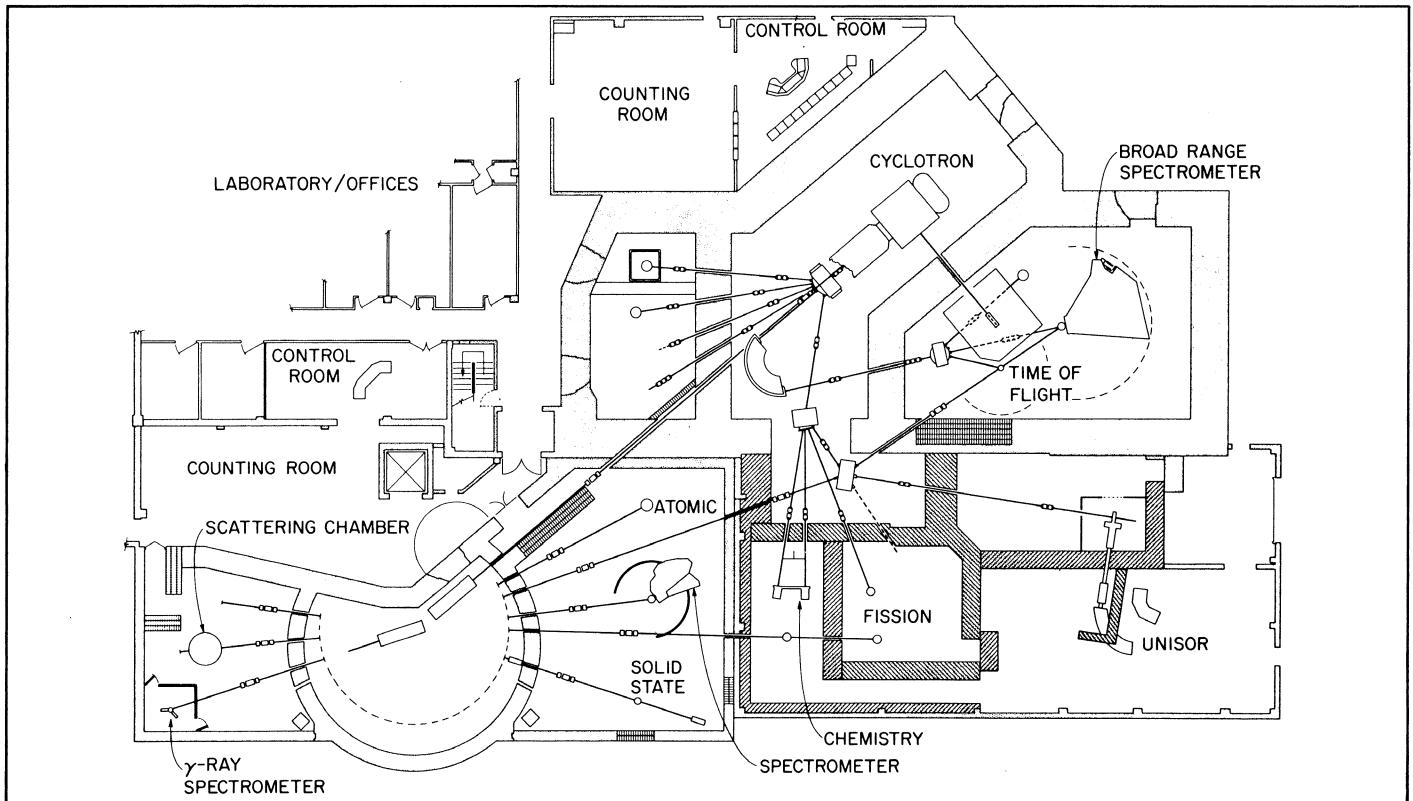 CONTROL ROOM
COUNTING
ROOM
CYCLOTRON
BROAD RANGE
SPECTROMETER
LABORATORY/OFFICES
CONTROL
ROOM
TIME OF
FLIGHT
COUNTING ROOM
ATOMIC
SCATTERING CHAMBER
FISSION
UNISOR
SOLID
STATE
CHEMISTRY
SPECTROMETER
γ-RAY
SPECTROMETER